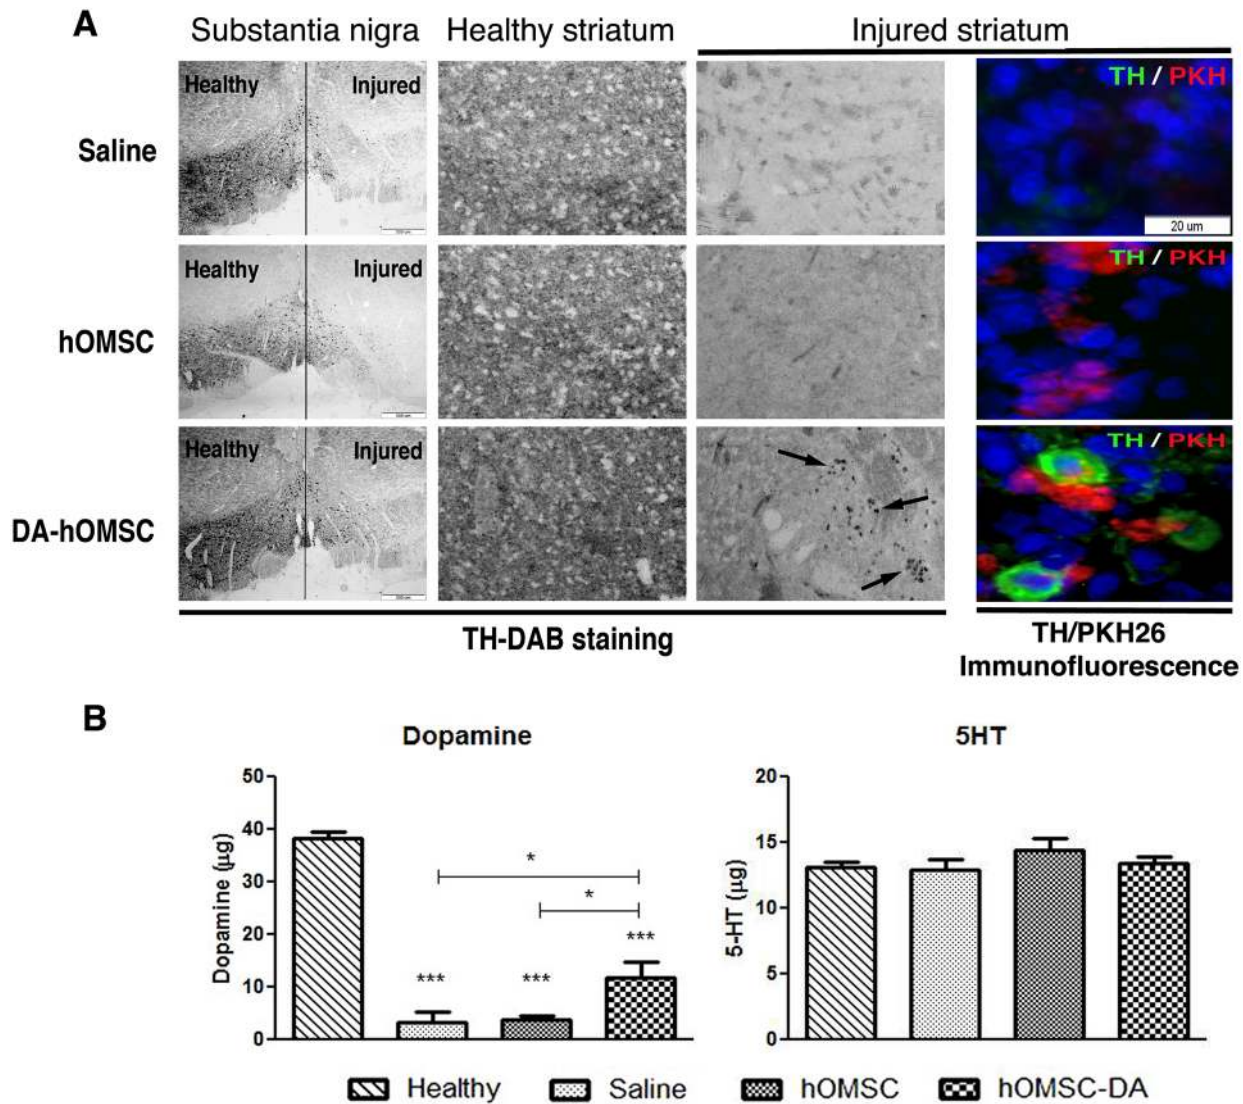 A
Substantia nigra Healthy striatum Injured striatum
Saline
Healthy Injured
TH / PKH
20 um
hOMSC
Healthy Injured
TH / PKH
DA-hOMSC
Healthy Injured
TH / PKH
TH-DAB staining
TH/PKH26
Immunofluorescence
B
Dopamine
Dopamine (µg)
50
40
30
20
10
0
*
*
***
***
***
5HT
5-HT (µg)
20
15
10
5
0
Healthy Saline hOMSC hOMSC-DA